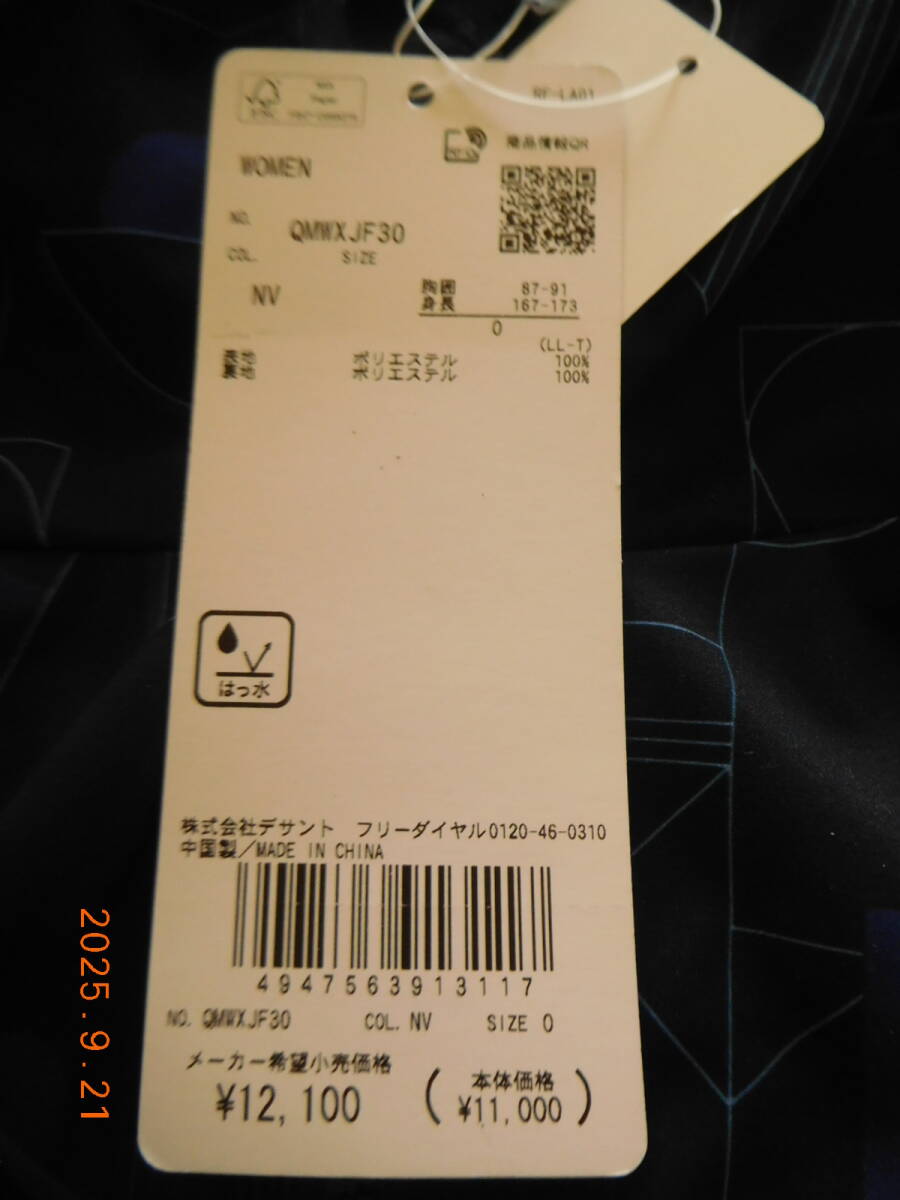 FSC
RF-LA01
商品情報QR
WOMEN
NO. QMWXJF30
COL. SIZE
NV
胸囲 87-91
身長 167-173
O
(LL-T)
表地 ポリエステル 100%
裏地 ポリエステル 100%
はっ水
株式会社デサント フリーダイヤル0120-46-0310
中国製/MADE IN CHINA
4947563913117
NO. QMWXJF30 COL. NV SIZE O
メーカー希望小売価格
¥12,100
(本体価格
¥11,000)
2025.9.21